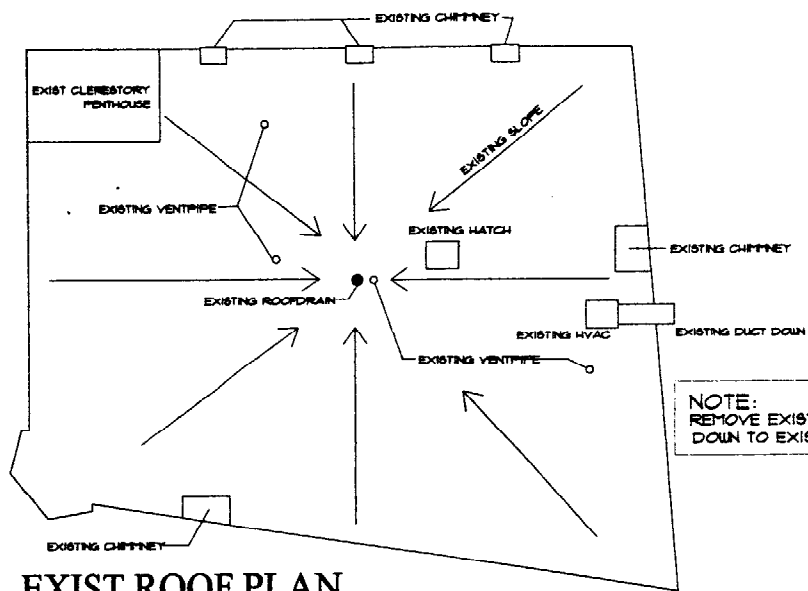 EXISTING CHIMNEY
EXIST CLERESTORY
PENTHOUSE
EXISTING SLOPE
EXISTING VENTPIPE
EXISTING HATCH
EXISTING CHIMNEY
EXISTING ROOFDRAIN
EXISTING HVAC
EXISTING DUCT DOWN
EXISTING VENTPIPE
NOTE:
REMOVE EXIST
DOWN TO EXIS
EXISTING CHIMNEY
EXIST ROOF PLAN